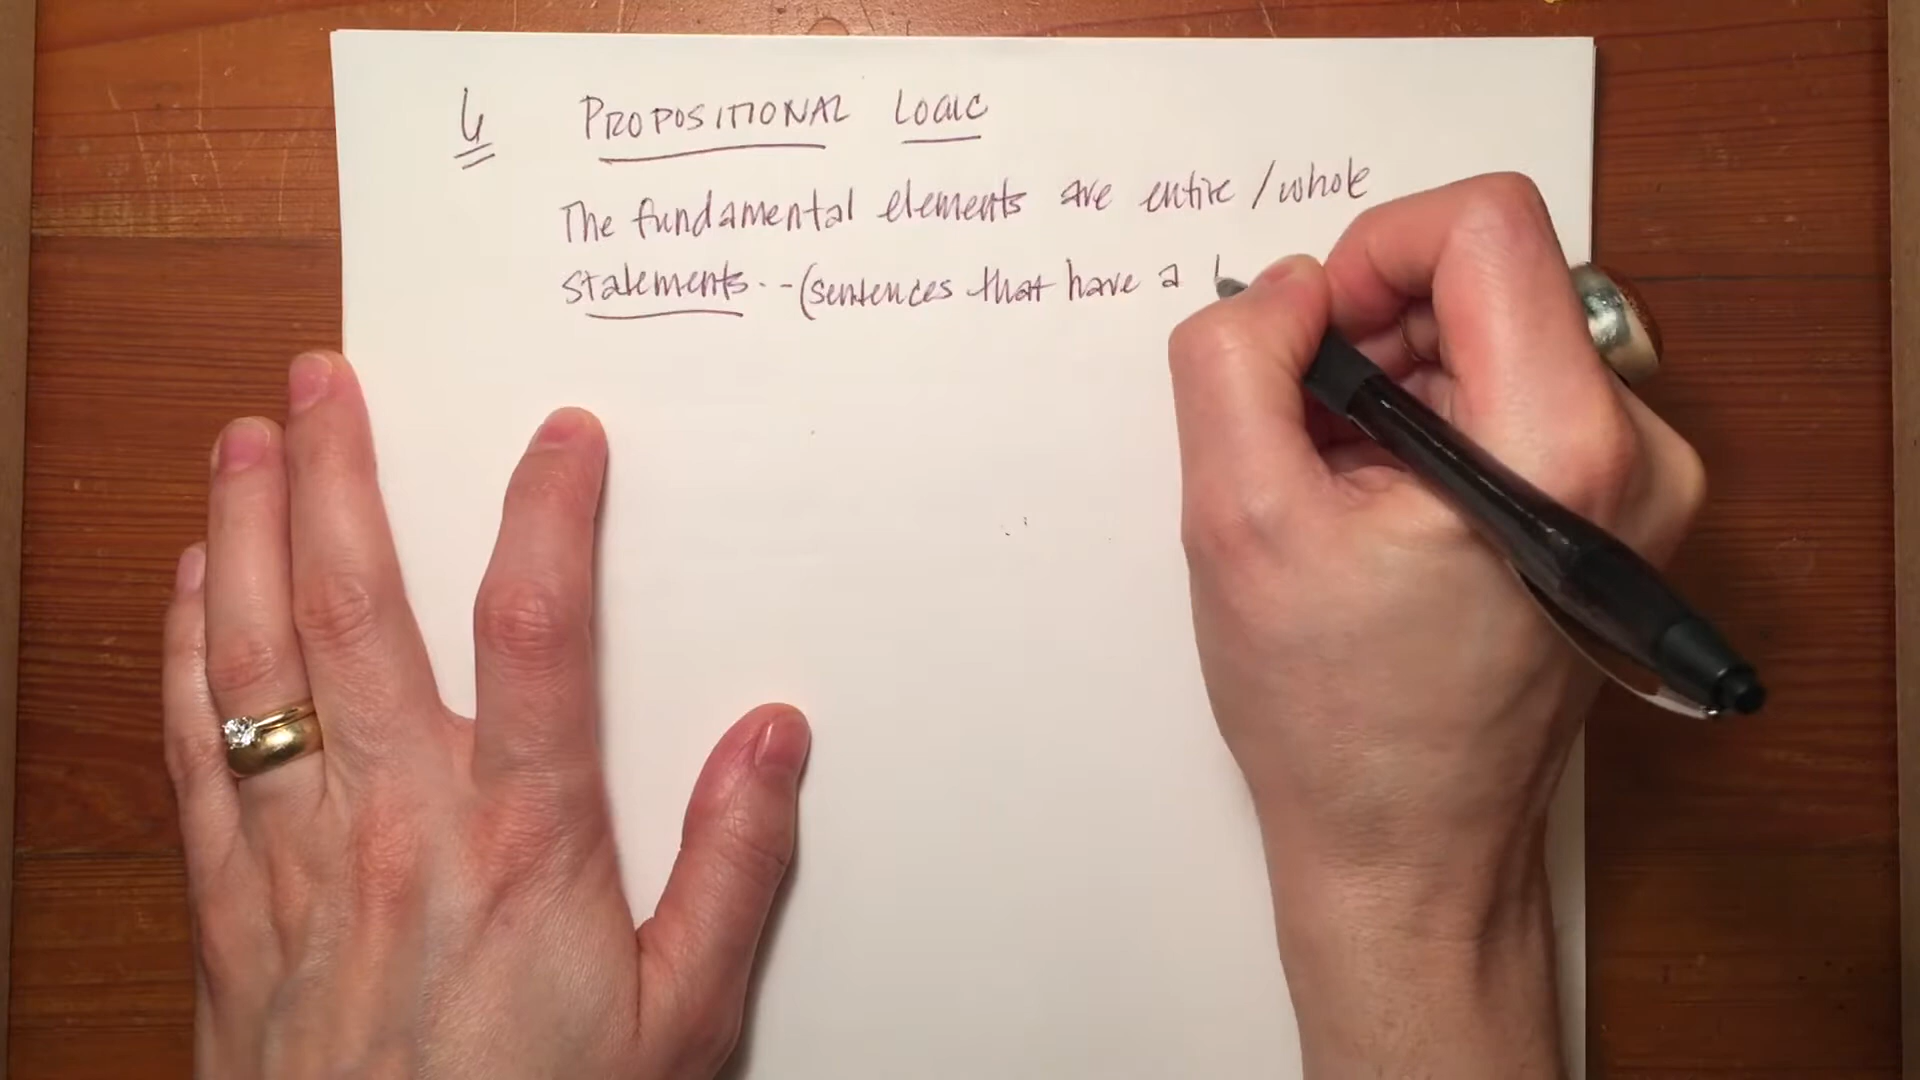 6 PROPOSITIONAL LOGIC
The fundamental elements are entire / whole
statements. - (sentences that have a